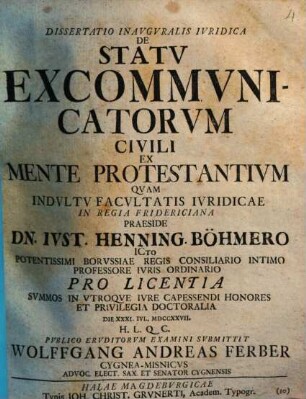 4
DISSERTATIO INAVGVRALIS IVRIDICA
DE
STATV
EXCOMMVNI-
CATORVM
CIVILI
EX
MENTE PROTESTANTIVM
QVAM
INDVLTV FACVLTATIS IVRIDICAE
IN REGIA FRIDERICIANA
PRAESIDE
DN. IVST. HENNING. BÖHMERO
ICTO
POTENTISSIMI BORVSSIAE REGIS CONSILIARIO INTIMO
PROFESSORE IVRIS ORDINARIO
PRO LICENTIA
SVMMOS IN VTROQVE IVRE CAPESSENDI HONORES
ET PRIVILEGIA DOCTORALIA
DIE XXXI. IVL. MDCCXXVII.
H. L. Q. C.
PVBLICO ERVDITORVM EXAMINI SVBMITTIT
WOLFFGANG ANDREAS FERBER
CYGNEA-MISNICVS
ADVOC. ELECT. SAX. ET SENATOR CYGNENSIS
HALAE MAGDEBVRGICAE
Typis IOH. CHRIST. GRVNERTI, Academ. Typogr.